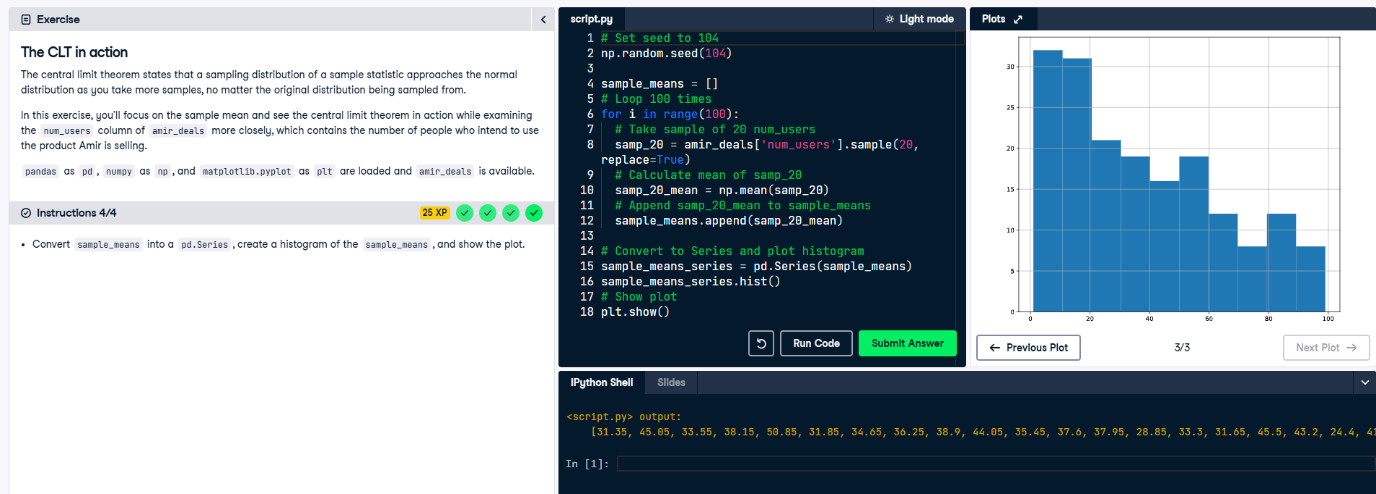 Exercise
The CLT in action
The central limit theorem states that a sampling distribution of a sample statistic approaches the normal
distribution as you take more samples, no matter the original distribution being sampled from.
In this exercise, you'll focus on the sample mean and see the central limit theorem in action while examining
the num_users column of amir_deals more closely, which contains the number of people who intend to use
the product Amir is selling.
pandas as pd, numpy as np, and matplotlib.pyplot as plt are loaded and amir_deals is available.
Instructions 4/4
25 XP
• Convert sample_means into a pd.Series, create a histogram of the sample_means, and show the plot.
script.py
Light mode
1 # Set seed to 104
2 np.random.seed(104)
3
4 sample_means = []
5 # Loop 100 times
6 for i in range(100):
7 # Take sample of 20 num_users
8 samp_20 = amir_deals['num_users'].sample(20,
replace=True)
9 # Calculate mean of samp_20
10 samp_20_mean = np.mean(samp_20)
11 # Append samp_20_mean to sample_means
12 sample_means.append(samp_20_mean)
13
14 # Convert to Series and plot histogram
15 sample_means_series = pd.Series(sample_means)
16 sample_means_series.hist()
17 # Show plot
18 plt.show()
Run Code
Submit Answer
Plots
30
25
20
15
10
5
0
0 20 40 60 80 100
← Previous Plot
3/3
Next Plot →
IPython Shell
Slides
<script.py> output:
[31.35, 45.05, 33.55, 38.15, 50.85, 31.85, 34.65, 36.25, 38.9, 44.05, 35.45, 37.6, 37.95, 28.85, 33.3, 31.65, 45.5, 43.2, 24.4, 41
In [1]: